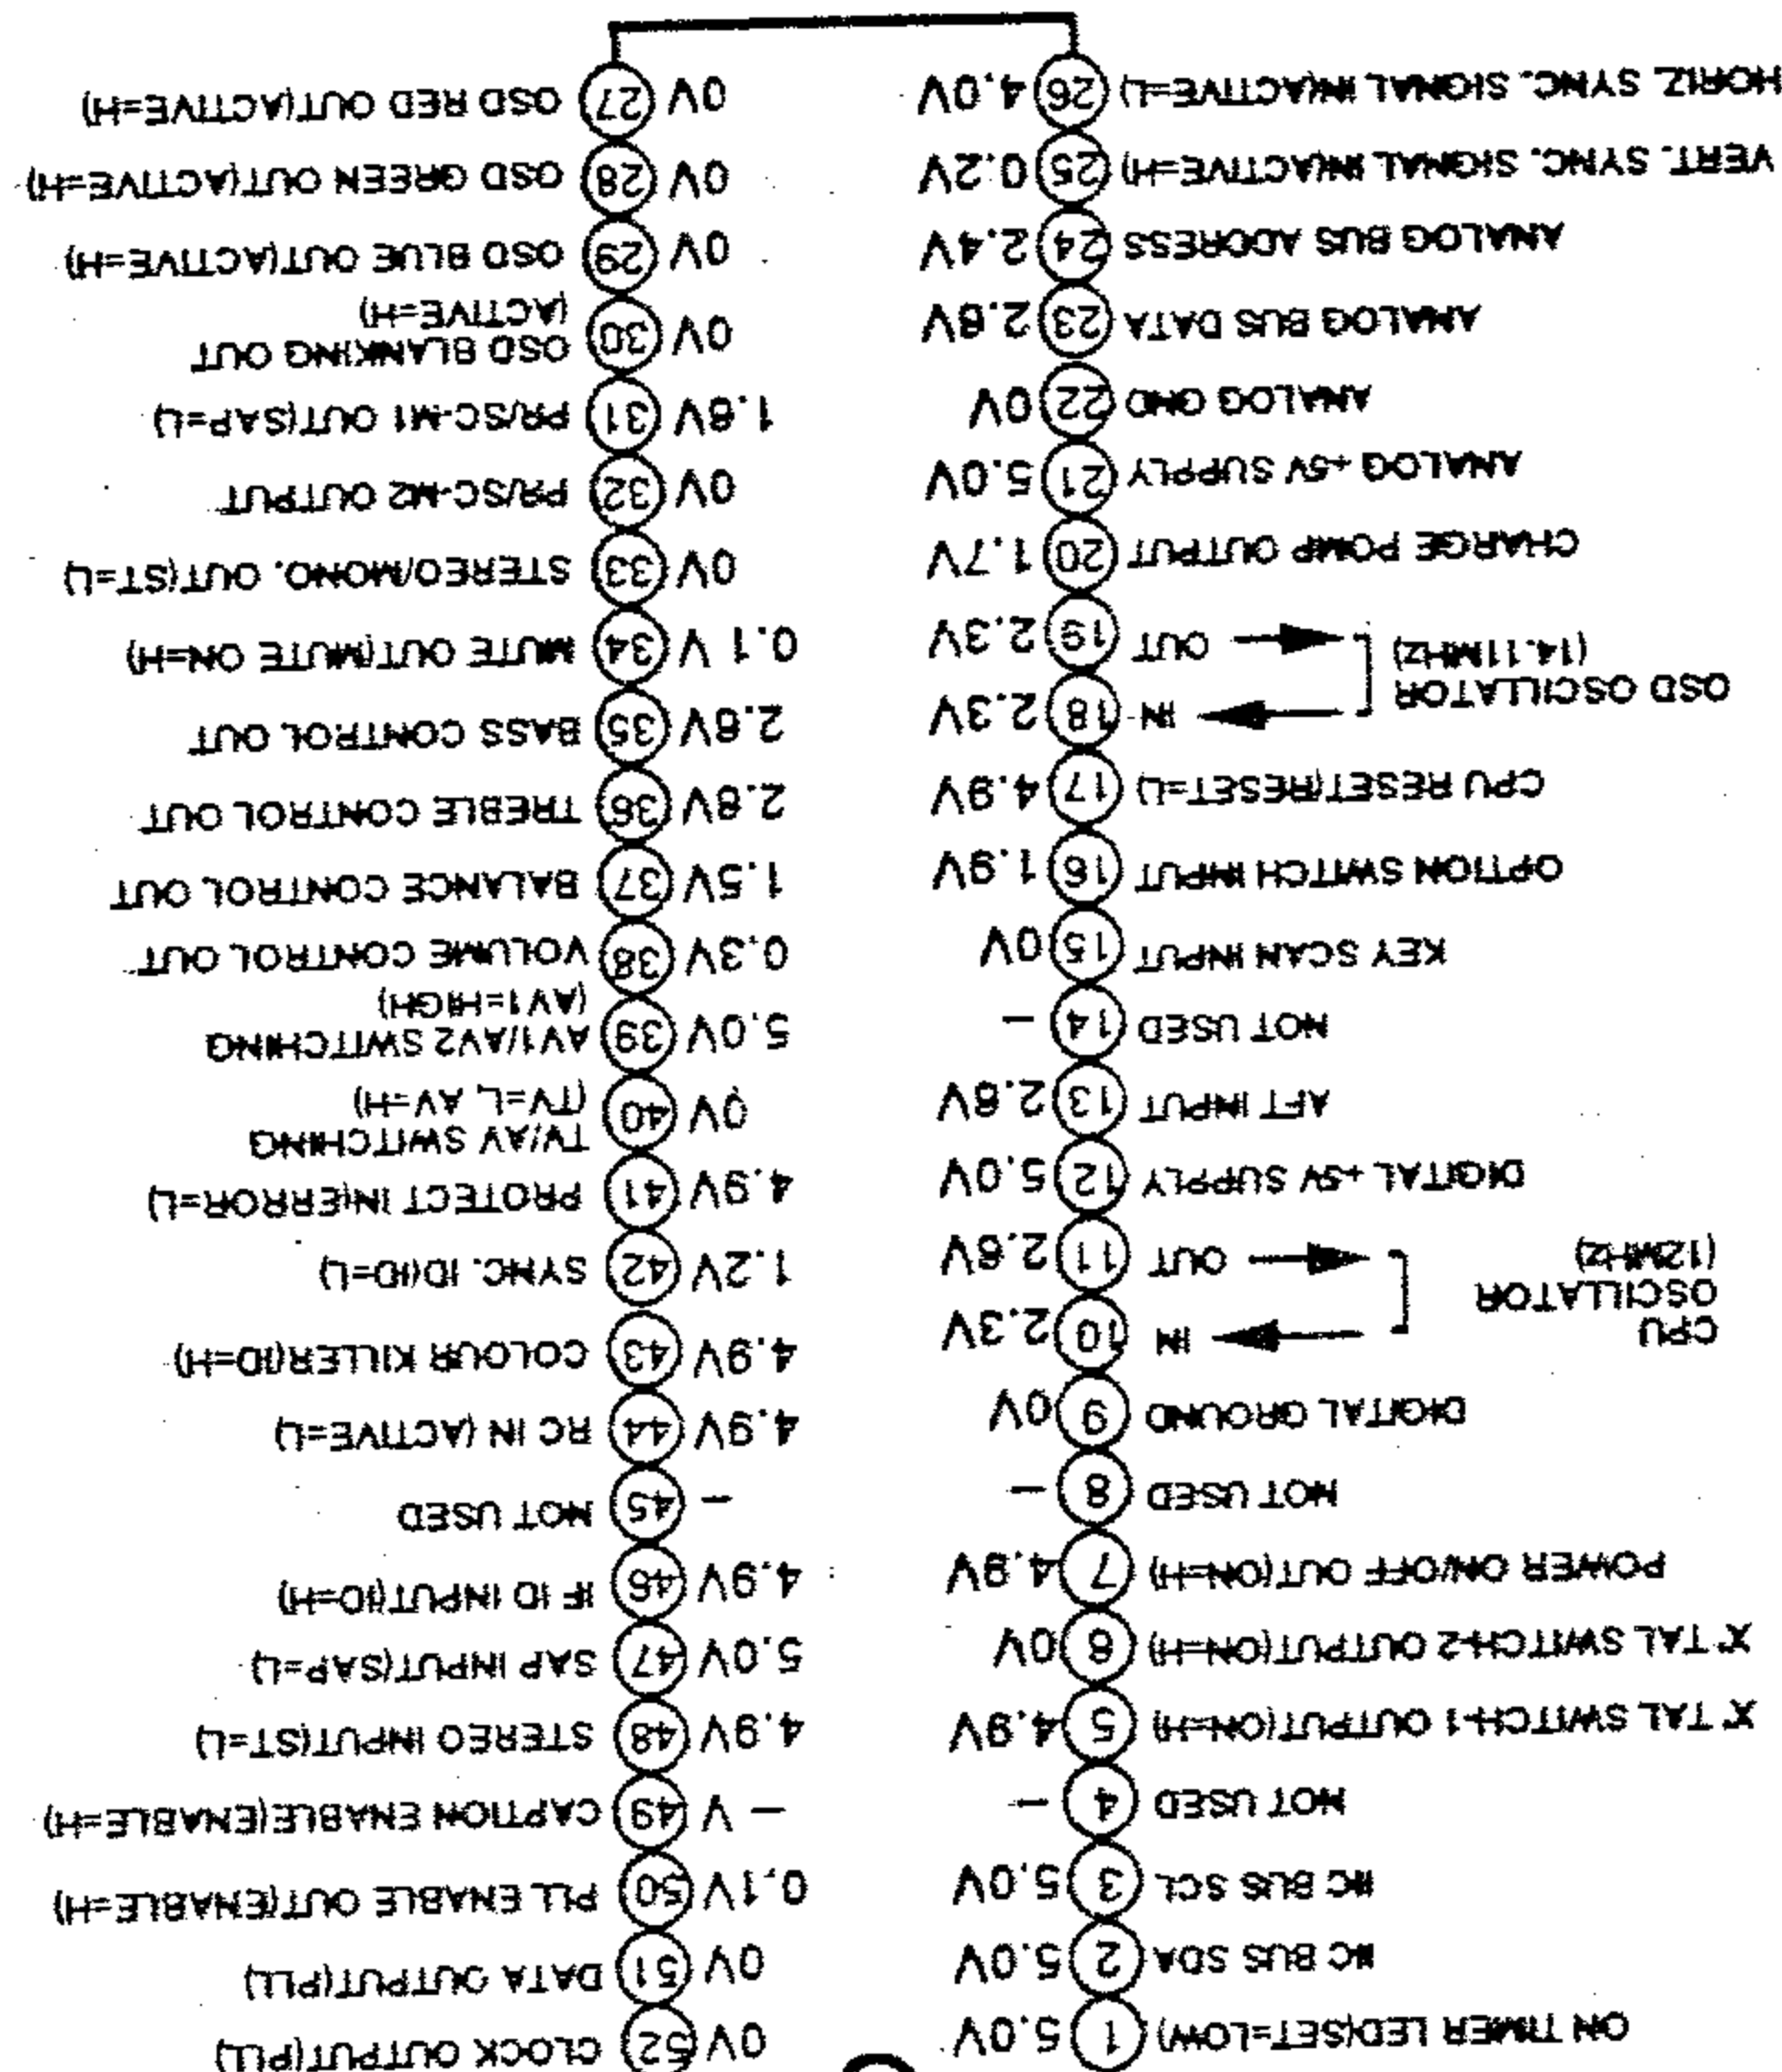 ON TIMER LED(SET=LOW) 1 5.0V 0V 52 CLOCK OUTPUT(PLL)
IIC BUS SDA 2 5.0V 0V 51 DATA OUTPUT(PLL)
IIC BUS SCL 3 5.0V 0.1V 50 PLL ENABLE OUT(ENABLE=H)
NOT USED 4 – – V 49 CAPTION ENABLE(ENABLE=H)
X'TAL SWITCH-1 OUTPUT(ON=H) 5 4.9V 4.9V 48 STEREO INPUT(ST=L)
X'TAL SWITCH-2 OUTPUT(ON=H) 6 0V 5.0V 47 SAP INPUT(SAP=L)
POWER ON/OFF OUT(ON=H) 7 4.9V 4.9V 46 IF ID INPUT(ID=H)
NOT USED 8 – – 45 NOT USED
DIGITAL GROUND 9 0V 4.9V 44 RC IN (ACTIVE=L)
CPU
OSCILLATOR
(12MHz)
IN 10 2.3V 4.9V 43 COLOUR KILLER(ID=H)
OUT 11 2.6V 1.2V 42 SYNC. ID(ID=L)
DIGITAL +5V SUPPLY 12 5.0V 4.9V 41 PROTECT IN(ERROR=L)
AFT INPUT 13 2.6V 0V 40 TV/AV SWITCHING
(TV=L, AV=H)
NOT USED 14 – 5.0V 39 AV1/AV2 SWITCHING
(AV1=HIGH)
KEY SCAN INPUT 15 0V 0.3V 38 VOLUME CONTROL OUT
OPTION SWITCH INPUT 16 1.9V 1.5V 37 BALANCE CONTROL OUT
CPU RESET(RESET=L) 17 4.9V 2.6V 36 TREBLE CONTROL OUT
OSD OSCILLATOR
(14.11MHz)
IN 18 2.3V 2.6V 35 BASS CONTROL OUT
OUT 19 2.3V 0.1 V 34 MUTE OUT(MUTE ON=H)
CHARGE POMP OUTPUT 20 1.7V 0V 33 STEREO/MONO. OUT(ST=L)
ANALOG +5V SUPPLY 21 5.0V 0V 32 PR/SC-M2 OUTPUT
ANALOG GND 22 0V 1.6V 31 PR/SC-M1 OUT(SAP=L)
ANALOG BUS DATA 23 2.6V 0V 30 OSD BLANKING OUT
(ACTIVE=H)
ANALOG BUS ADDRESS 24 2.4V 0V 29 OSD BLUE OUT(ACTIVE=H)
VERT. SYNC. SIGNAL IN(ACTIVE=H) 25 0.2V 0V 28 OSD GREEN OUT(ACTIVE=H)
HORIZ. SYNC. SIGNAL IN(ACTIVE=L) 26 4.0V 0V 27 OSD RED OUT(ACTIVE=H)